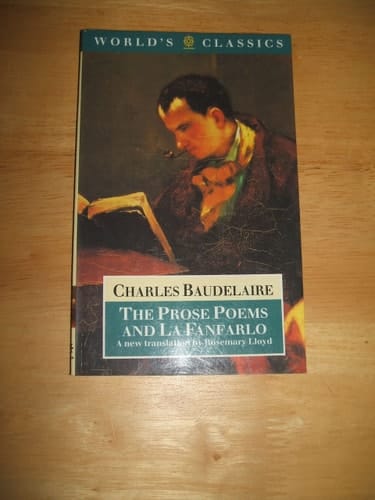 WORLD'S CLASSICS
CHARLES BAUDELAIRE
THE PROSE POEMS
AND LA FANFARLO
A new translation by Rosemary Lloyd